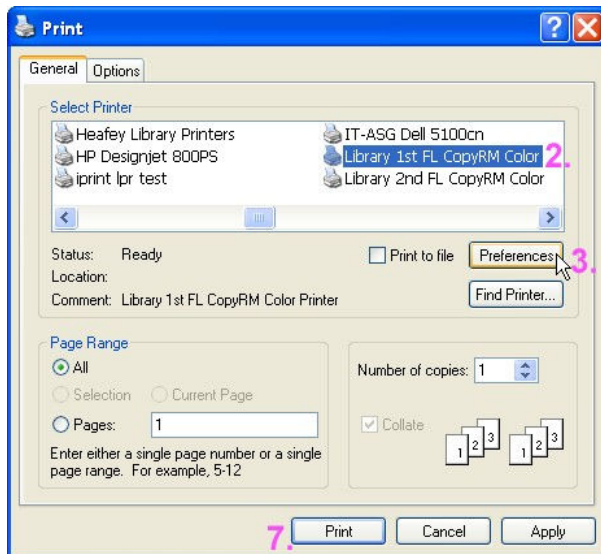 Print
General Options
Select Printer
Heafey Library Printers
HP Designjet 800PS
iprint lpr test
IT-ASG Dell 5100cn
Library 1st FL CopyRM Color 2.
Library 2nd FL CopyRM Color
Status: Ready
Location:
Comment: Library 1st FL CopyRM Color Printer
Print to file
Preferences 3.
Find Printer...
Page Range
All
Selection Current Page
Pages: 1
Enter either a single page number or a single
page range. For example, 5-12
Number of copies: 1
Collate
1 2 3 1 2 3
7. Print Cancel Apply